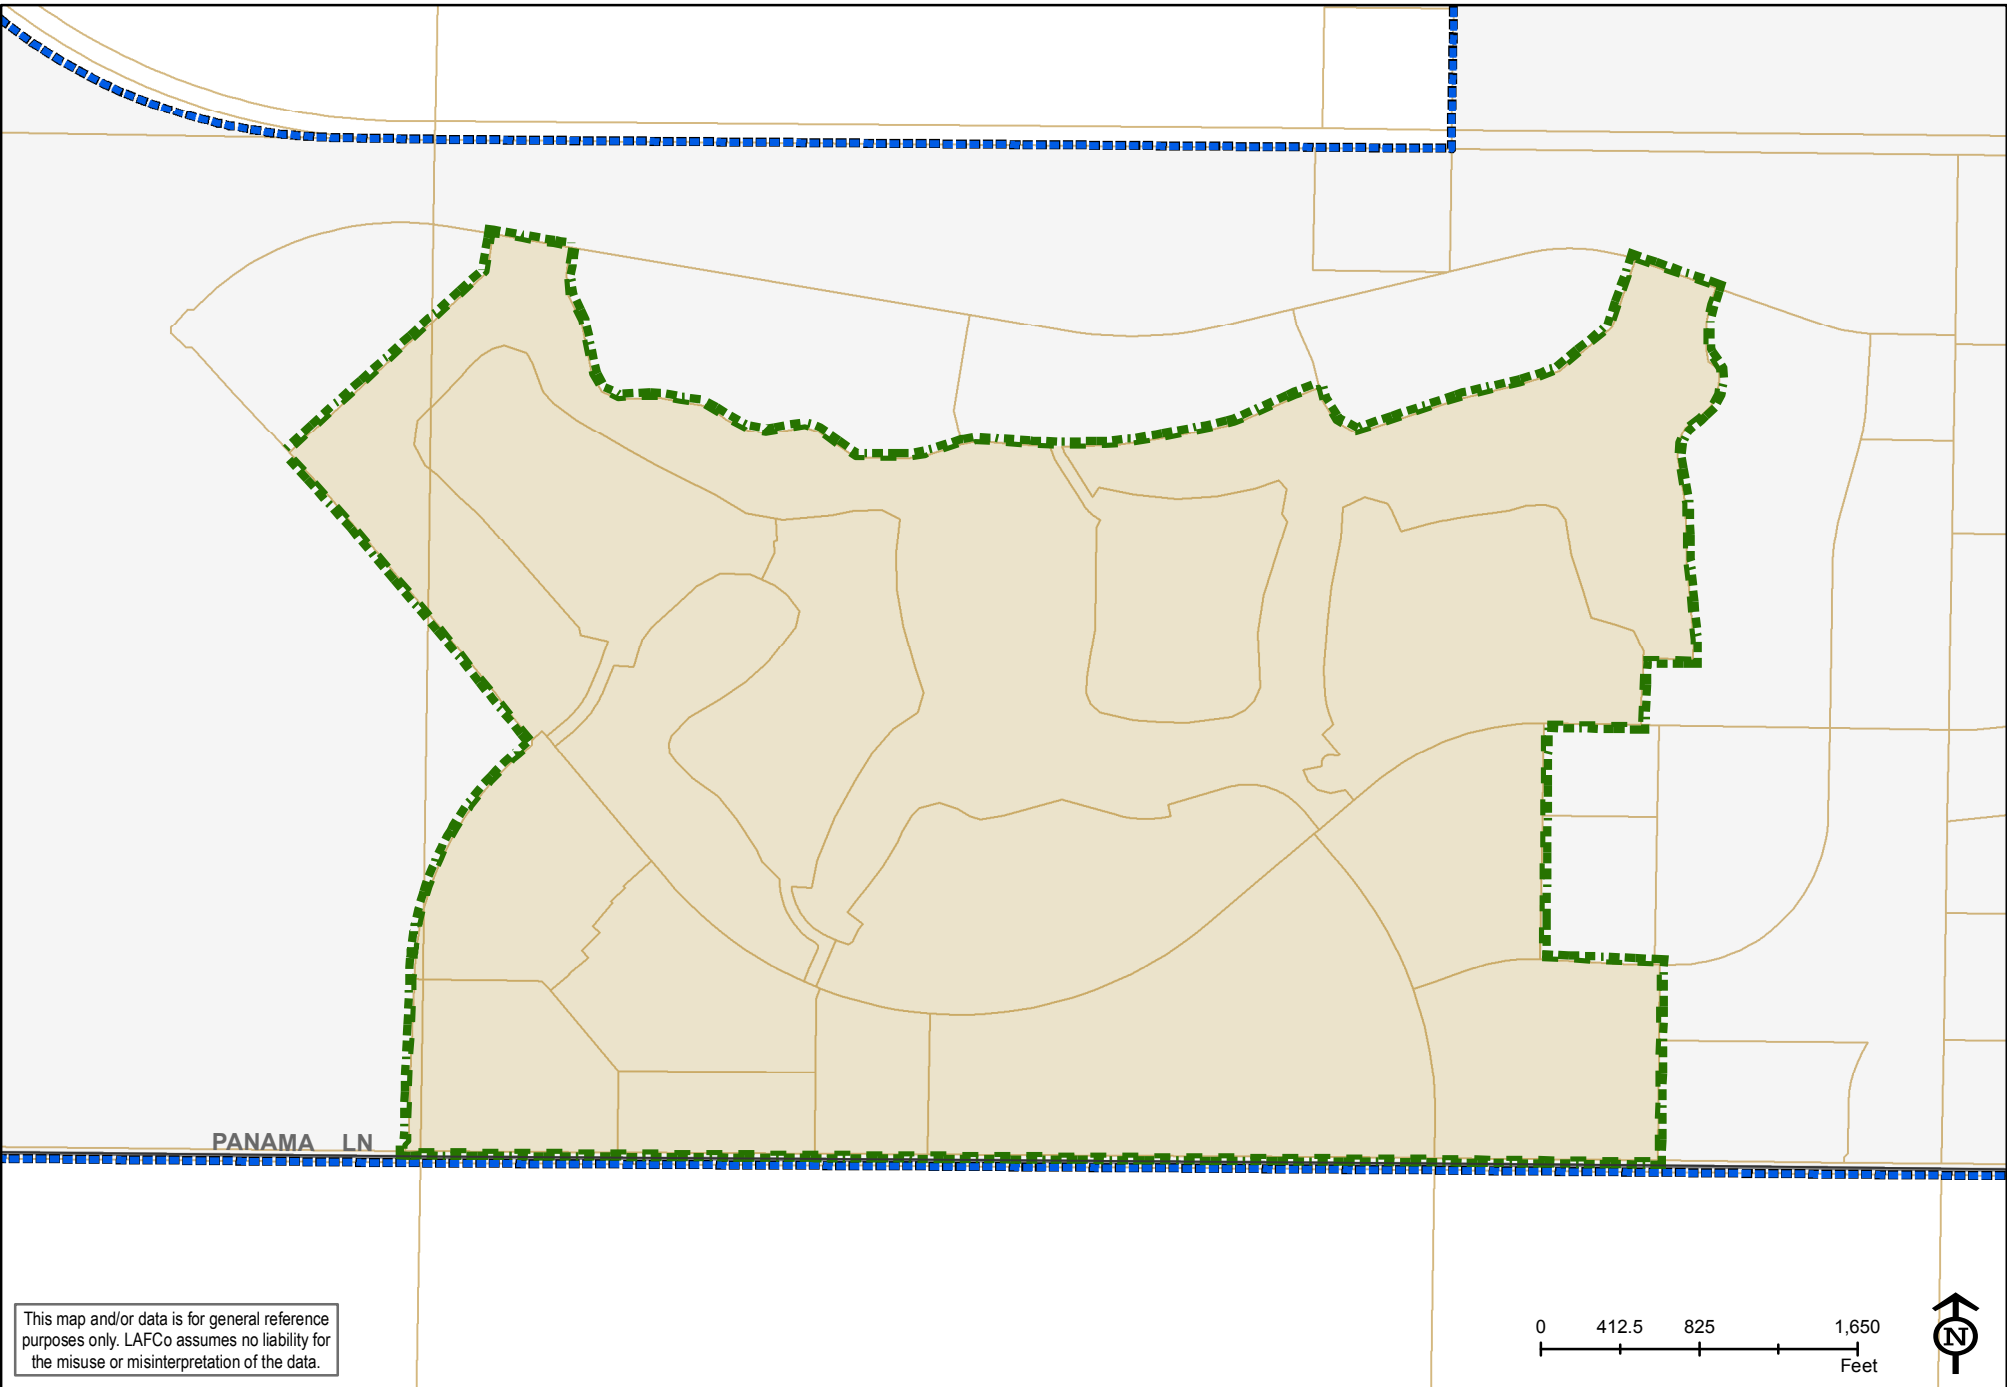 PANAMA LN
This map and/or data is for general reference
purposes only. LAFCo assumes no liability for
the misuse or misinterpretation of the data.
0 412.5 825 1,650
Feet
N